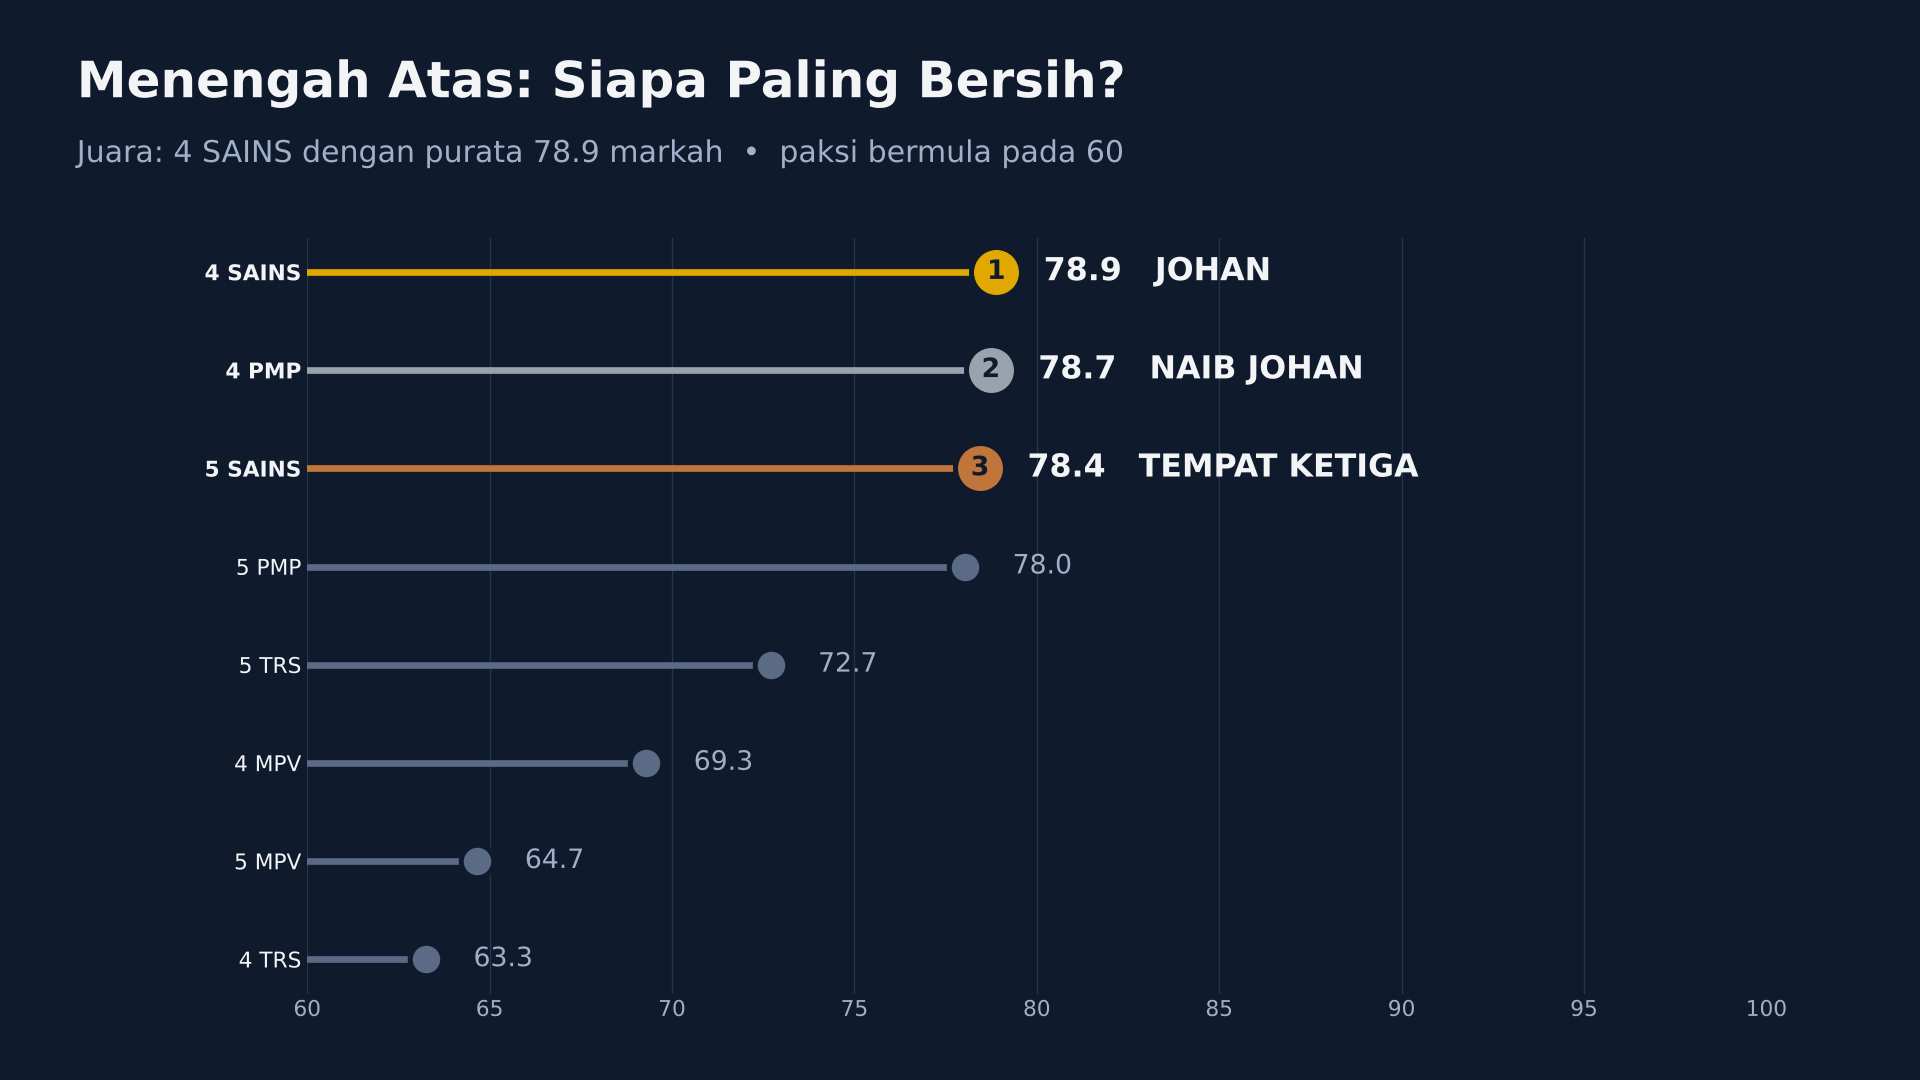 Menengah Atas: Siapa Paling Bersih?
Juara: 4 SAINS dengan purata 78.9 markah • paksi bermula pada 60
4 SAINS 1 78.9 JOHAN
4 PMP 2 78.7 NAIB JOHAN
5 SAINS 3 78.4 TEMPAT KETIGA
5 PMP 78.0
5 TRS 72.7
4 MPV 69.3
5 MPV 64.7
4 TRS 63.3
60 65 70 75 80 85 90 95 100